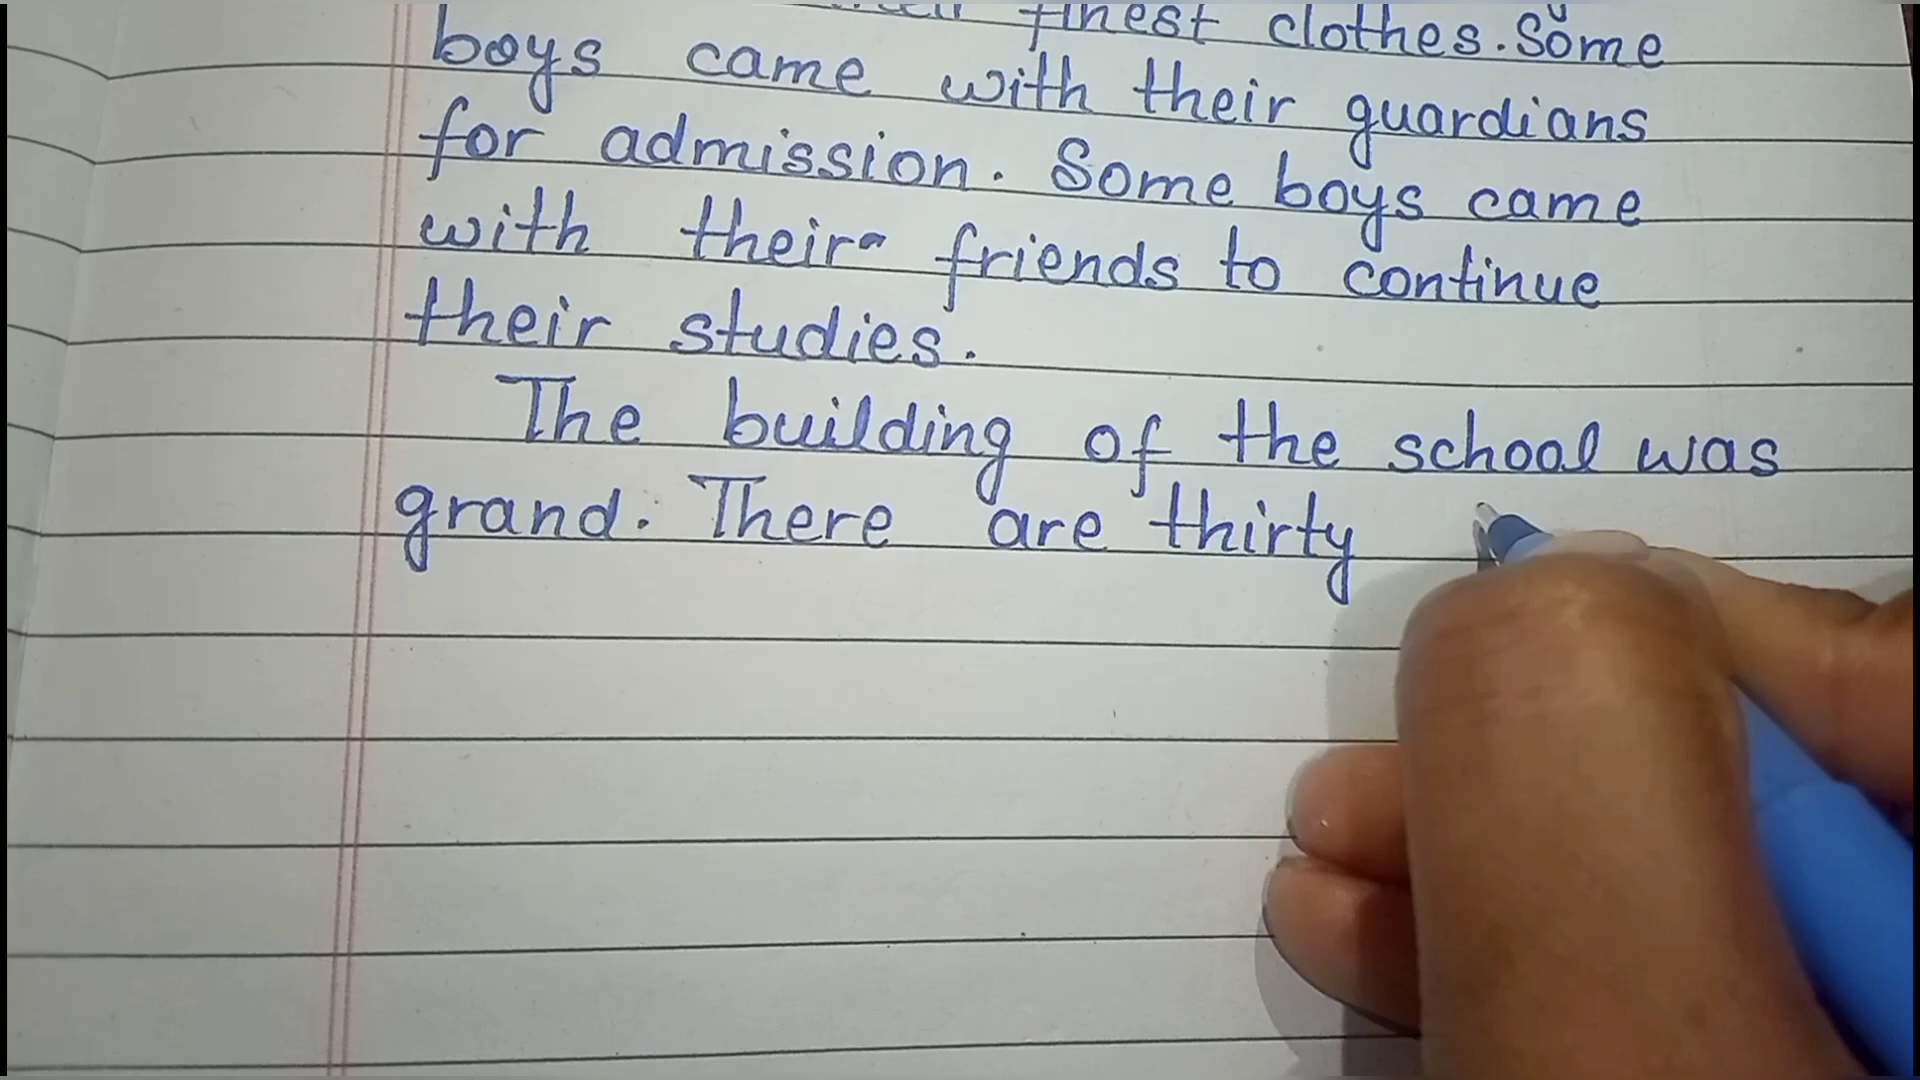 finest clothes. Some
boys came with their guardians
for admission. Some boys came
with their friends to continue
their studies.
The building of the school was
grand. There are thirty